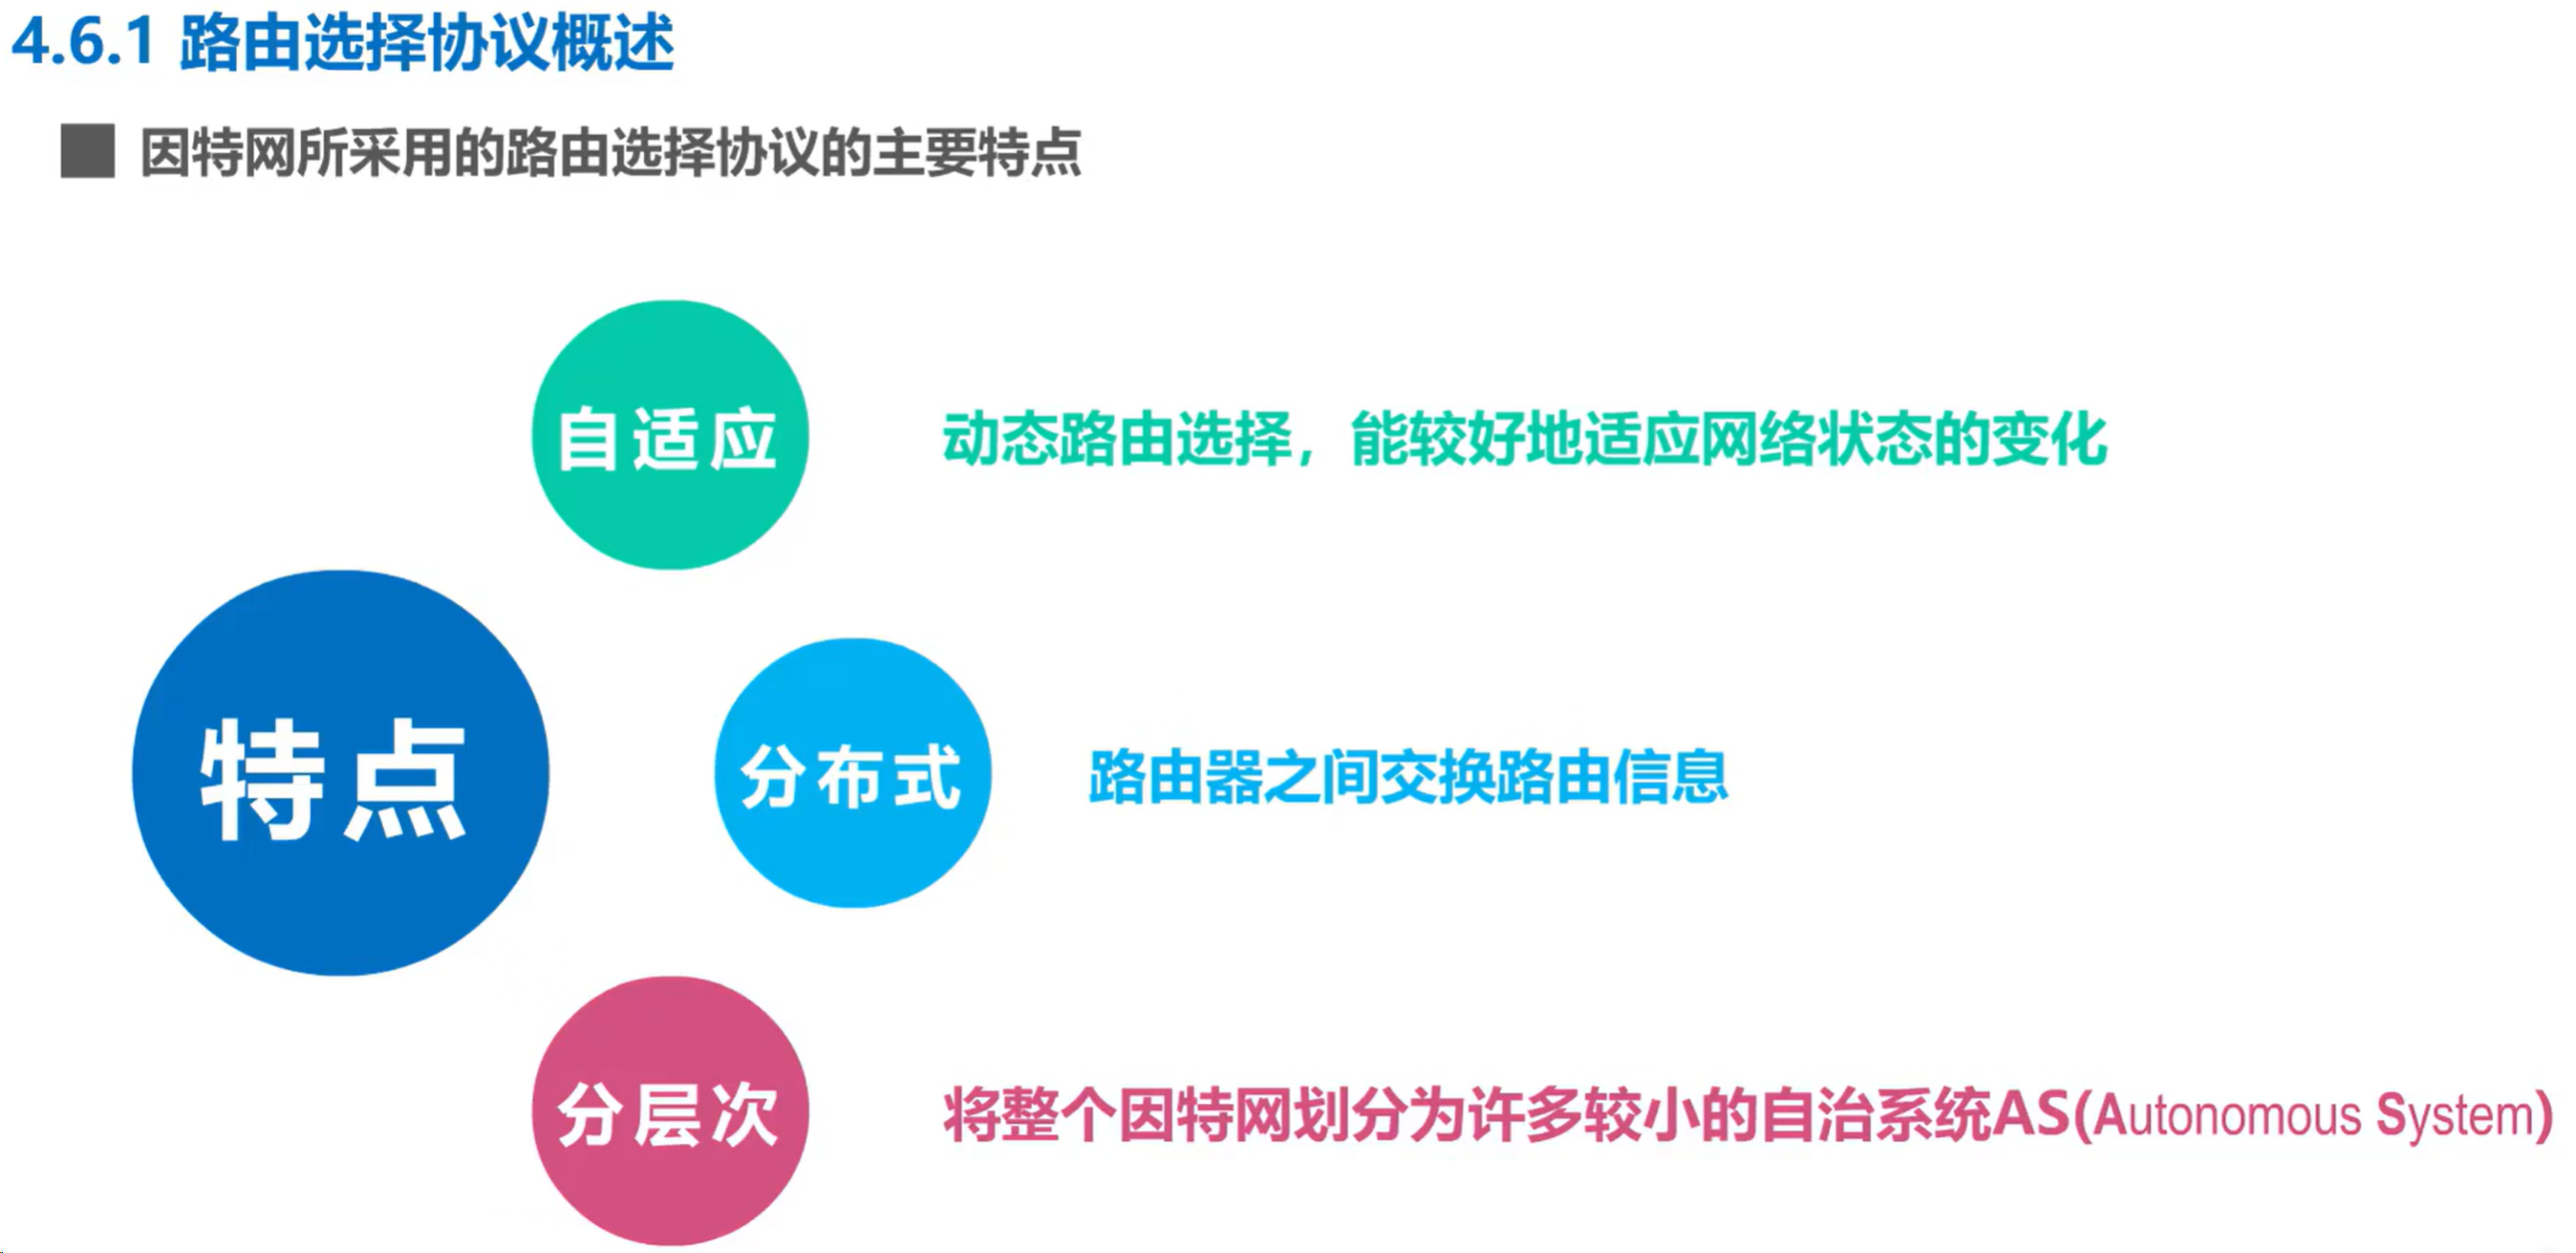 4.6.1 路由选择协议概述
因特网所采用的路由选择协议的主要特点
自适应
动态路由选择，能较好地适应网络状态的变化
特点
分布式
路由器之间交换路由信息
分层次
将整个因特网划分为许多较小的自治系统AS(Autonomous System)